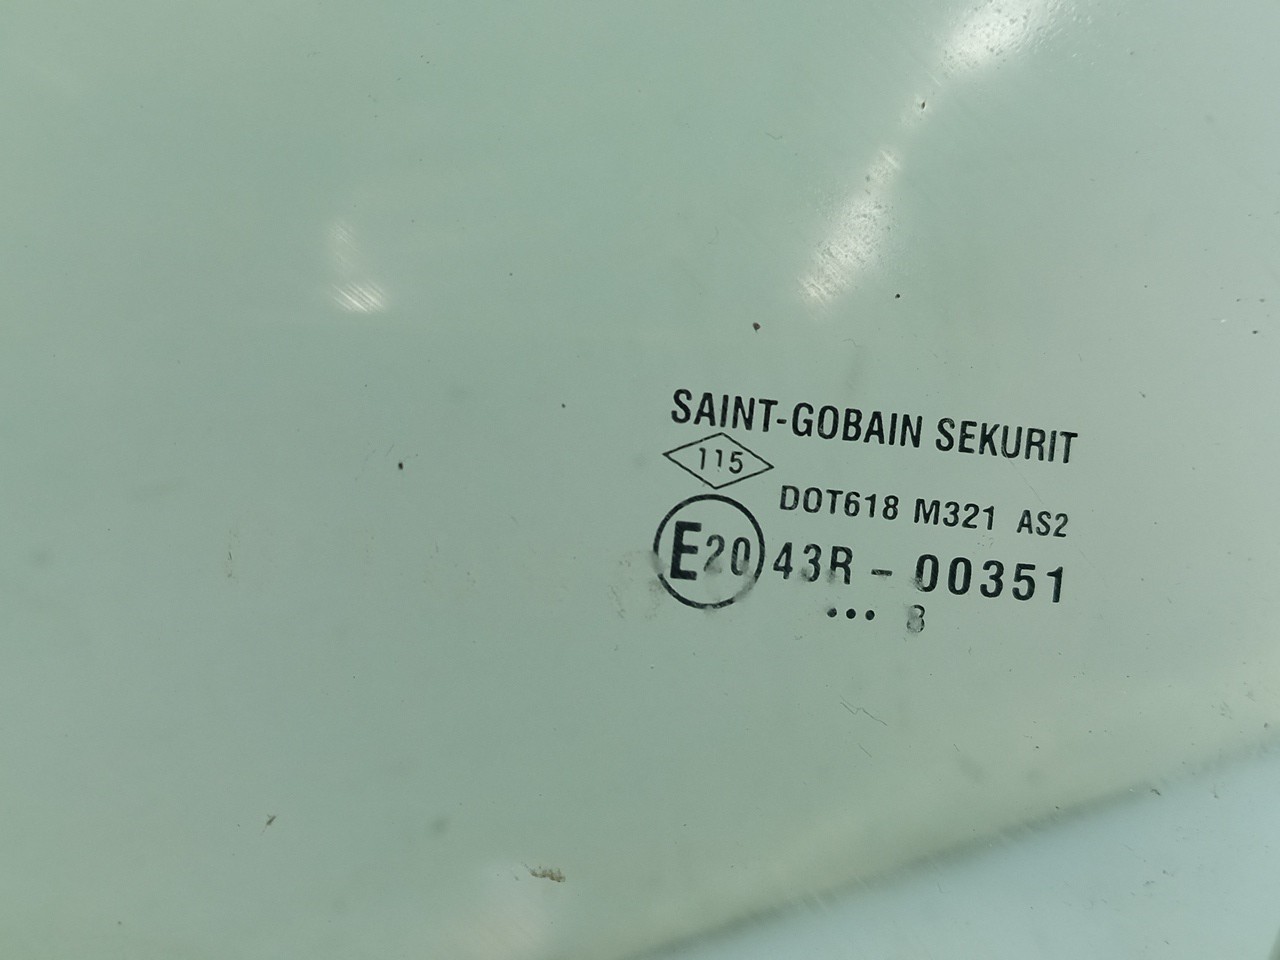 SAINT-GOBAIN SEKURIT
115
DOT618 M321 AS2
E20 43R - 00351
••• 8